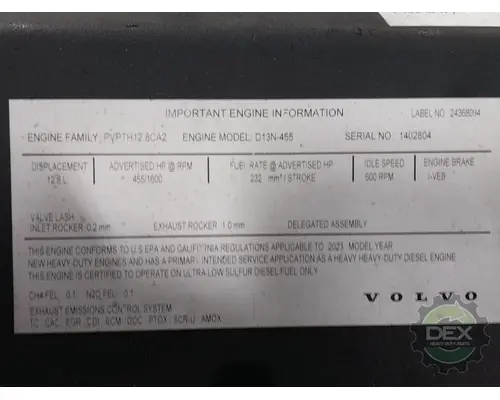 IMPORTANT ENGINE INFORMATION
LABEL NO: 24368094
ENGINE FAMILY: PVPTH12.8CA2 ENGINE MODEL: D13N-455 SERIAL NO: 1402804
DISPLACEMENT ADVERTISED HP @ RPM FUEL RATE @ ADVERTISED HP IDLE SPEED ENGINE BRAKE
12.8 L 455/1600 232 mm³ / STROKE 600 RPM I-VEB
VALVE LASH
INLET ROCKER: 0.2 mm EXHAUST ROCKER: 1.0 mm DELEGATED ASSEMBLY
THIS ENGINE CONFORMS TO U.S EPA AND CALIFORNIA REGULATIONS APPLICABLE TO 2023 MODEL YEAR
NEW HEAVY-DUTY ENGINES AND HAS A PRIMARY INTENDED SERVICE APPLICATION AS A HEAVY HEAVY-DUTY DIESEL ENGINE
THIS ENGINE IS CERTIFIED TO OPERATE ON ULTRA LOW SULFUR DIESEL FUEL ONLY
CH4 FEL 0.1 N2O FEL 0.1
EXHAUST EMISSIONS CONTROL SYSTEM
TC CAC EGR CDI ECM DOC PTOX SCR-U AMOX
VOLVO
DEX
HEAVY DUTY PARTS